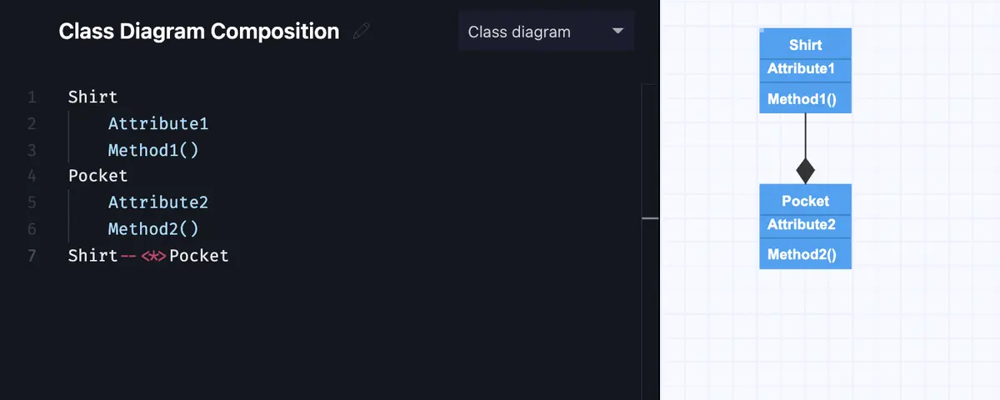 Class Diagram Composition
Class diagram
1 Shirt
2 Attribute1
3 Method1()
4 Pocket
5 Attribute2
6 Method2()
7 Shirt--<*>Pocket
Shirt
Attribute1
Method1()
Pocket
Attribute2
Method2()